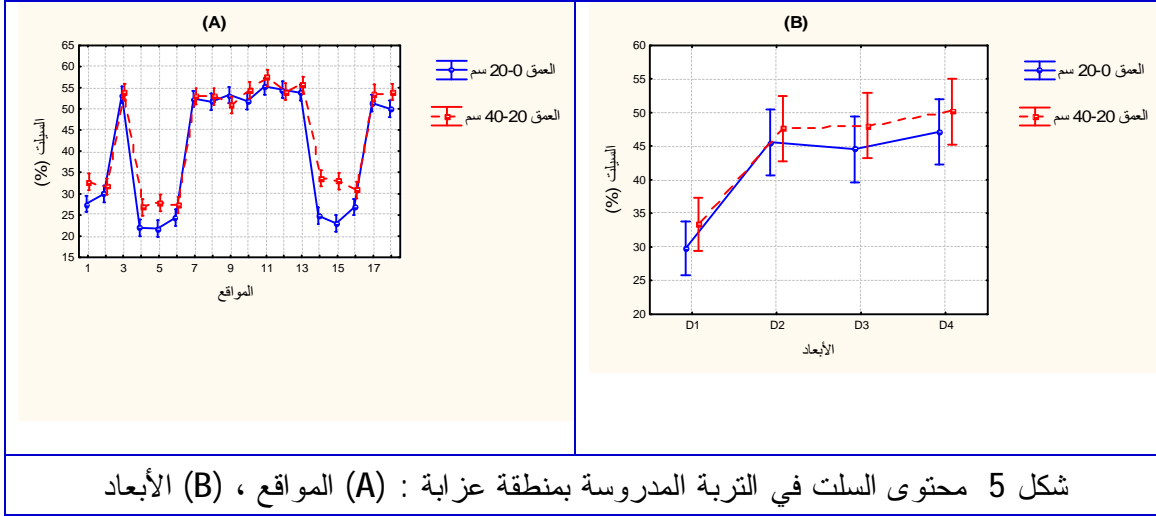 (A)
65
60
55
50
45
40
35
30
25
20
15
السيلت (%)
1 3 5 7 9 11 13 15 17
المواقع
العمق 0-20 سم
العمق 20-40 سم
(B)
60
55
50
45
40
35
30
25
20
السيلت (%)
D1 D2 D3 D4
الأبعاد
العمق 0-20 سم
العمق 20-40 سم
شكل 5 محتوى السلت في التربة المدروسة بمنطقة عزابة : (A) المواقع ، (B) الأبعاد